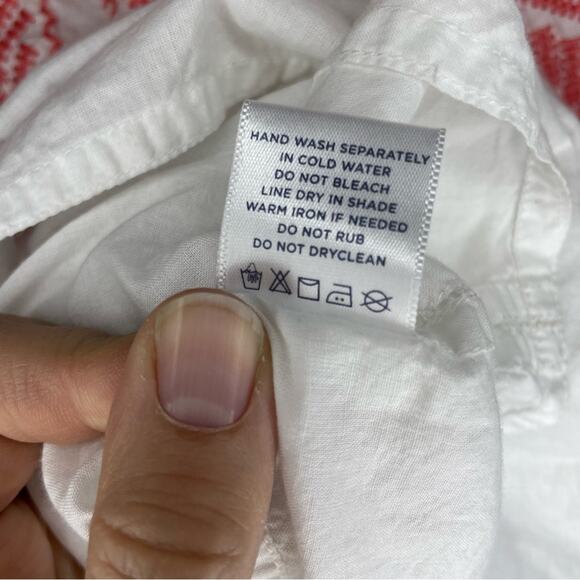 HAND WASH SEPARATELY
IN COLD WATER
DO NOT BLEACH
LINE DRY IN SHADE
WARM IRON IF NEEDED
DO NOT RUB
DO NOT DRYCLEAN